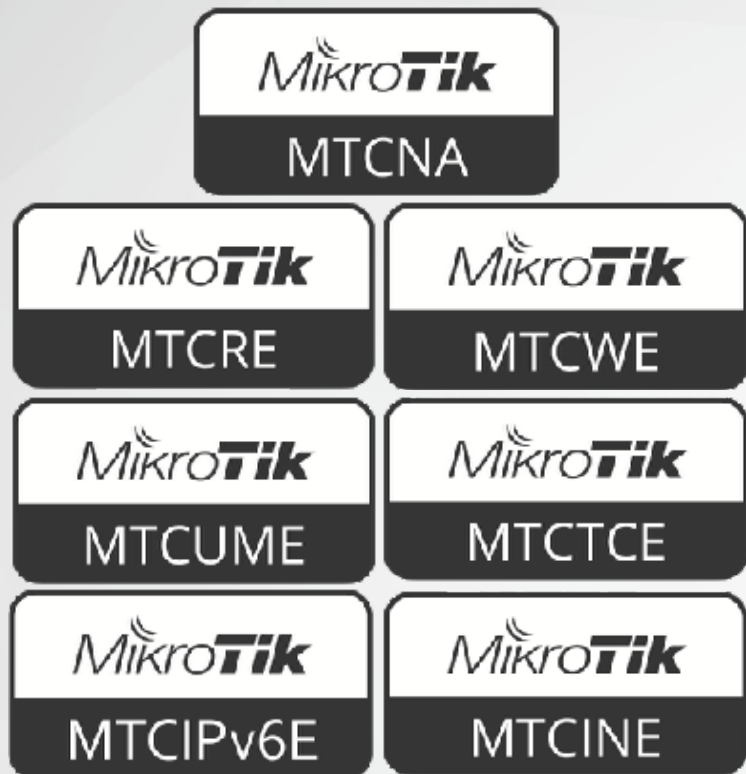 MikroTik
MTCNA
MikroTik
MTCRE
MikroTik
MTCWE
MikroTik
MTCUME
MikroTik
MTCTCE
MikroTik
MTCIPv6E
MikroTik
MTCINE